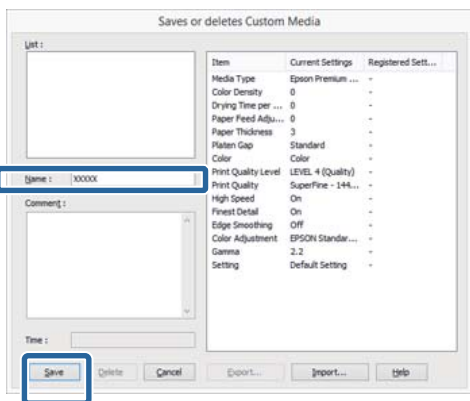 Saves or deletes Custom Media
List :
Item Current Settings Registered Sett...
Media Type Epson Premium ... -
Color Density 0 -
Drying Time per ... 0 -
Paper Feed Adju... 0 -
Paper Thickness 3 -
Platen Gap Standard -
Color Color -
Print Quality Level LEVEL 4 (Quality) -
Print Quality SuperFine - 144... -
High Speed On -
Finest Detail On -
Edge Smoothing Off -
Color Adjustment EPSON Standar... -
Gamma 2.2 -
Setting Default Setting -
Name : XXXXX
Comment :
Time :
Save Delete Cancel Export... Import... Help